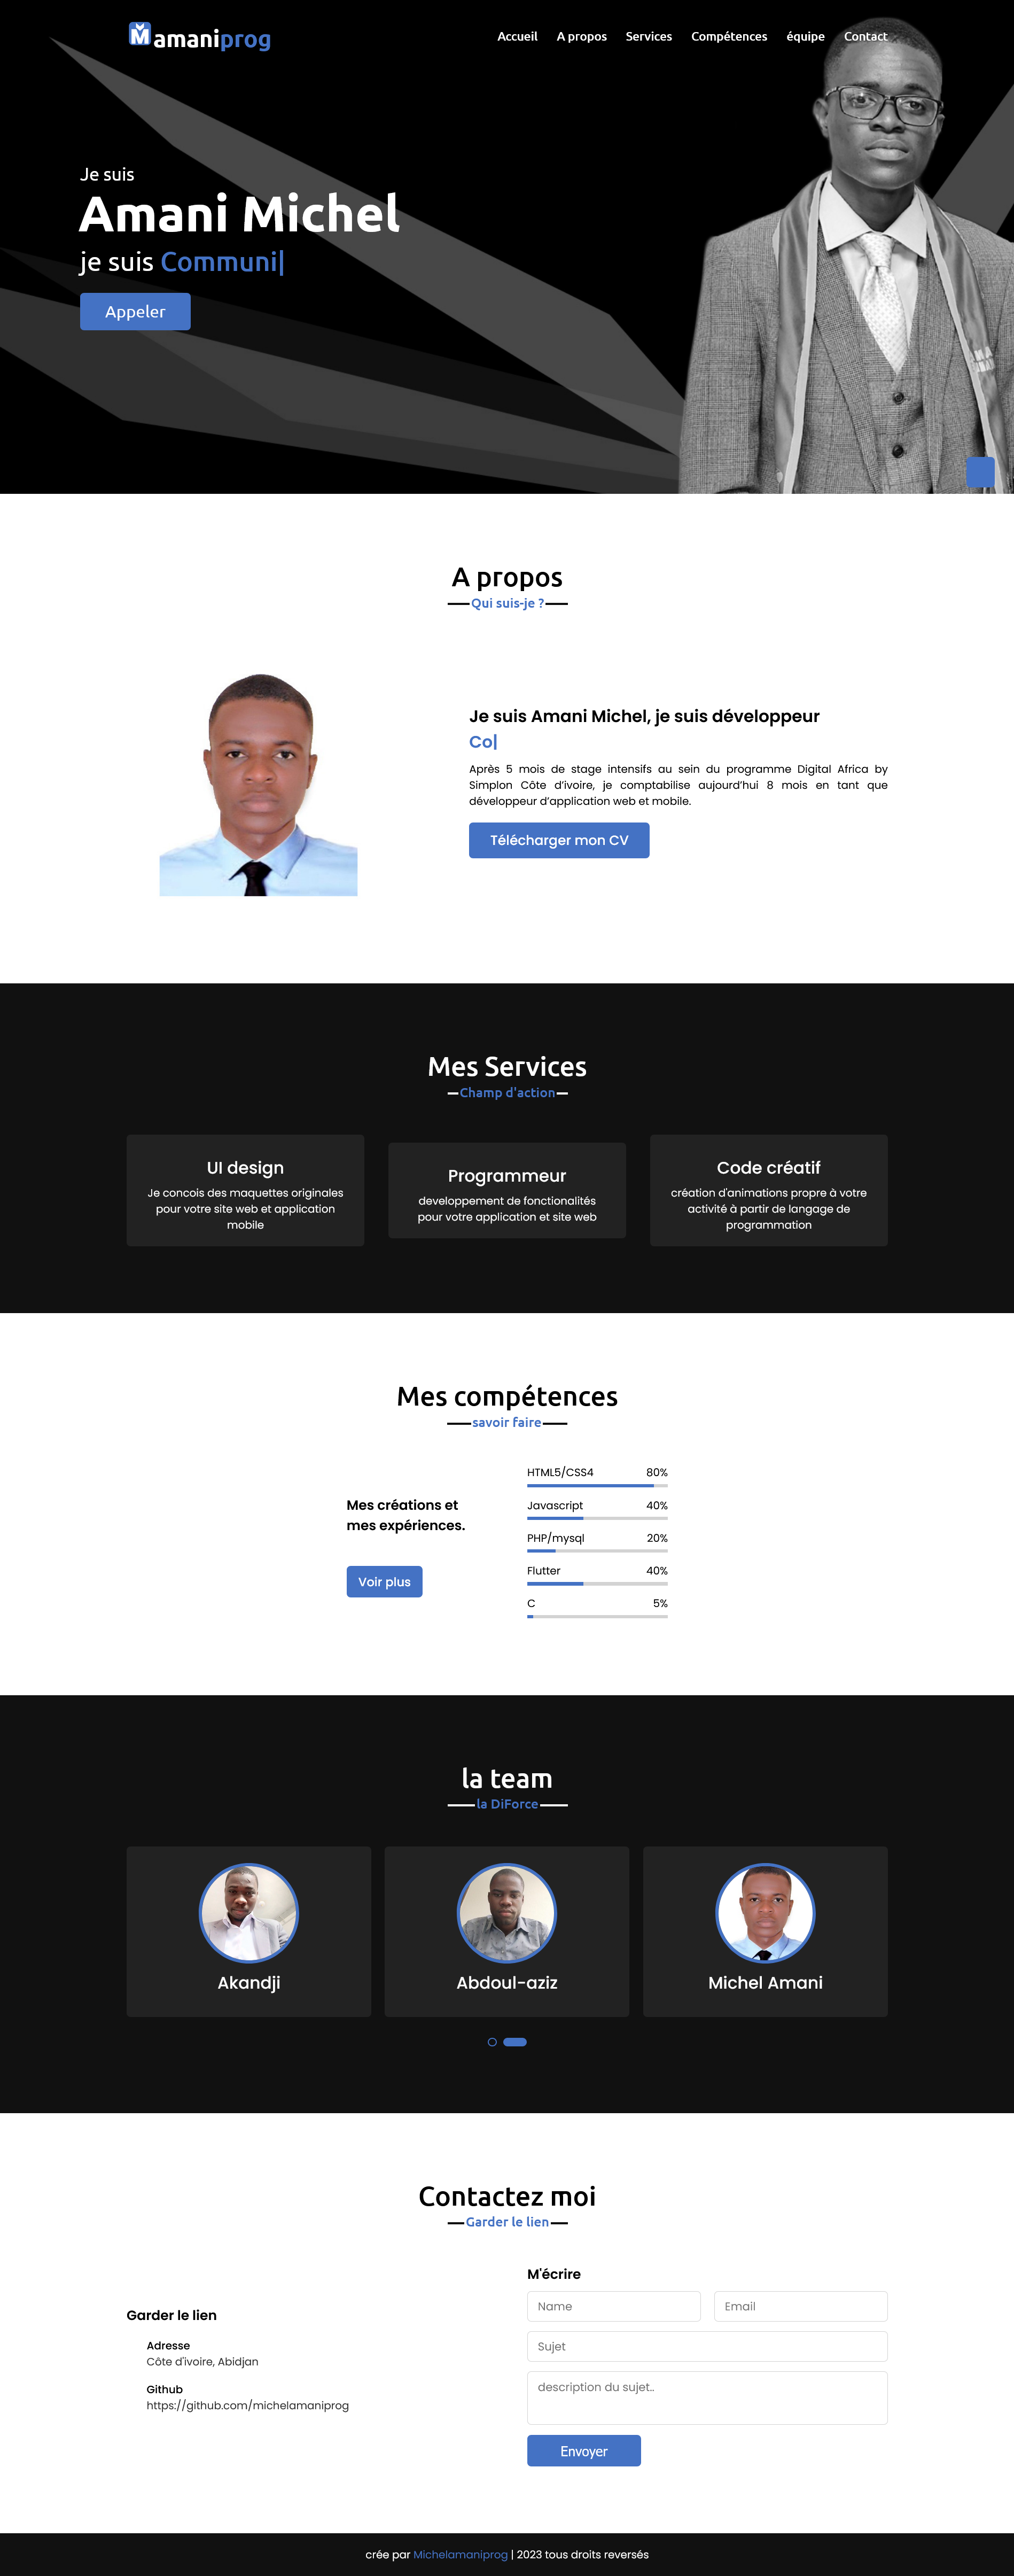 Mamaniprog
Accueil A propos Services Compétences équipe Contact
Je suis
Amani Michel
je suis Communi|
Appeler
A propos
Qui suis-je ?
Je suis Amani Michel, je suis développeur
Co|
Après 5 mois de stage intensifs au sein du programme Digital Africa by
Simplon Côte d’ivoire, je comptabilise aujourd’hui 8 mois en tant que
développeur d’application web et mobile.
Télécharger mon CV
Mes Services
Champ d'action
UI design
Je concois des maquettes originales
pour votre site web et application
mobile
Programmeur
developpement de fonctionalités
pour votre application et site web
Code créatif
création d'animations propre à votre
activité à partir de langage de
programmation
Mes compétences
savoir faire
Mes créations et
mes expériences.
Voir plus
HTML5/CSS4 80%
Javascript 40%
PHP/mysql 20%
Flutter 40%
C 5%
la team
la DiForce
Akandji
Abdoul-aziz
Michel Amani
Contactez moi
Garder le lien
Garder le lien
Adresse
Côte d'ivoire, Abidjan
Github
https://github.com/michelamaniprog
M'écrire
Name
Email
Sujet
description du sujet..
Envoyer
crée par Michelamaniprog | 2023 tous droits reversés